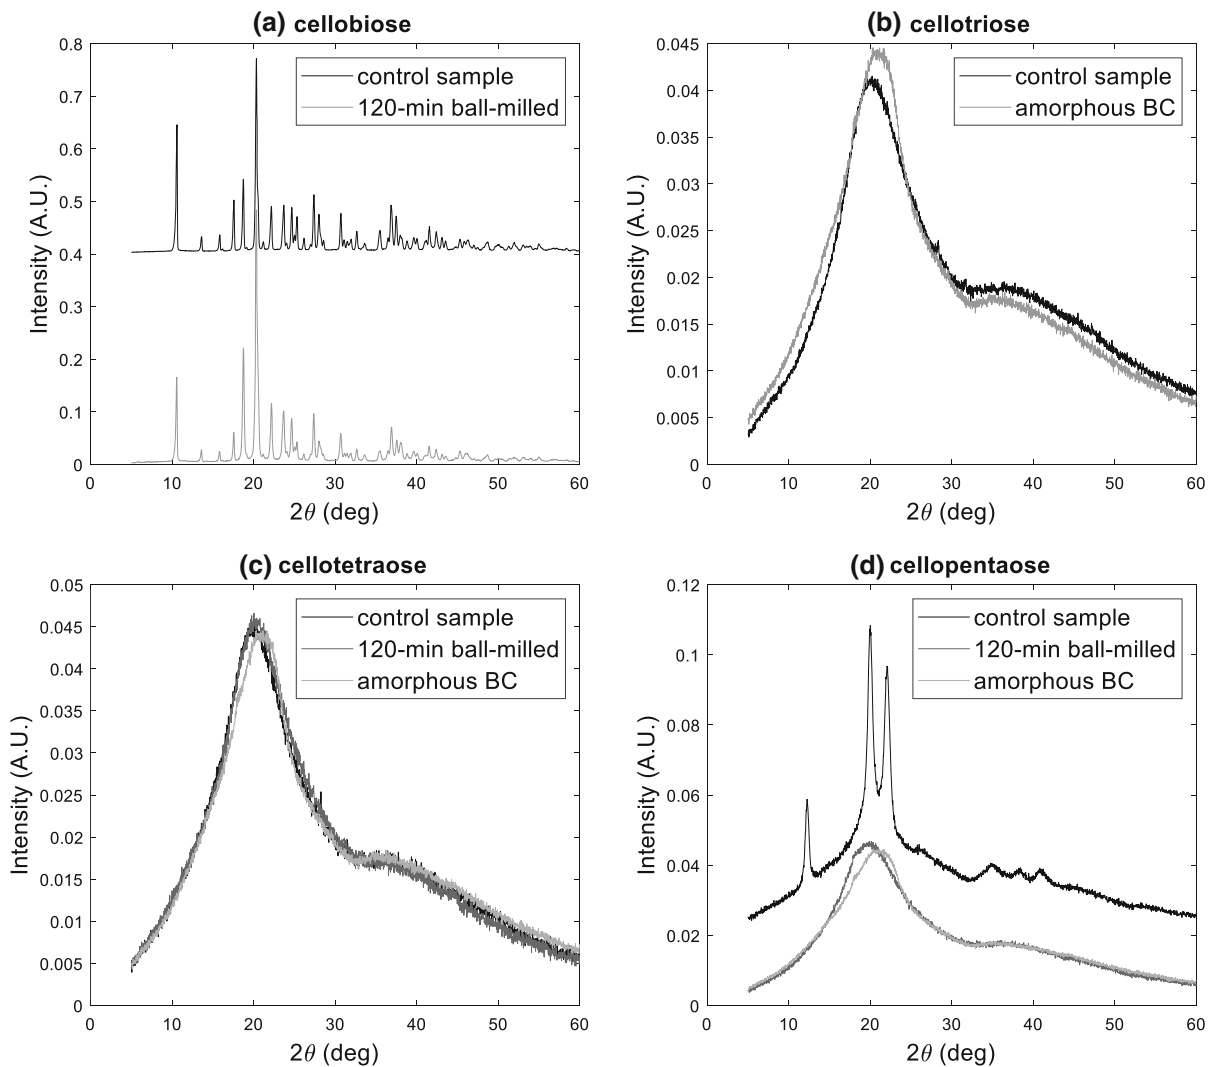 (a) cellobiose
0.8
0.7
0.6
0.5
0.4
0.3
0.2
0.1
0
Intensity (A.U.)
control sample
120-min ball-milled
0 10 20 30 40 50 60
2θ (deg)
(b) cellotriose
0.045
0.04
0.035
0.03
0.025
0.02
0.015
0.01
0.005
0
Intensity (A.U.)
control sample
amorphous BC
0 10 20 30 40 50 60
2θ (deg)
(c) cellotetraose
0.05
0.045
0.04
0.035
0.03
0.025
0.02
0.015
0.01
0.005
0
Intensity (A.U.)
control sample
120-min ball-milled
amorphous BC
0 10 20 30 40 50 60
2θ (deg)
(d) cellopentaose
0.12
0.1
0.08
0.06
0.04
0.02
0
Intensity (A.U.)
control sample
120-min ball-milled
amorphous BC
0 10 20 30 40 50 60
2θ (deg)